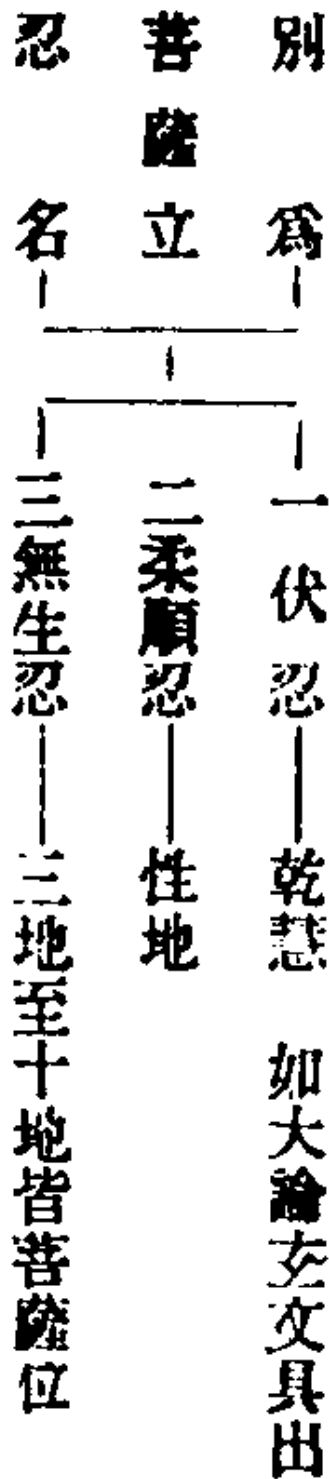 別爲
菩薩立
忍名
一伏忍 乾慧 如大論玄文具出
二柔順忍 性地
三無生忍 三地至十地皆菩薩位